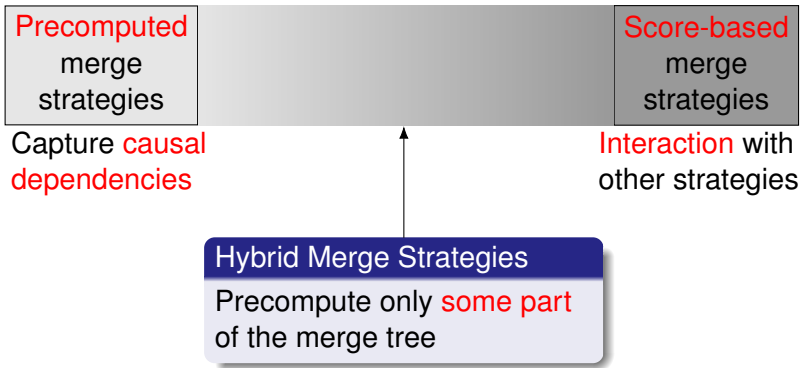 Precomputed
merge
strategies
Score-based
merge
strategies
Capture causal
dependencies
Interaction with
other strategies
Hybrid Merge Strategies
Precompute only some part
of the merge tree